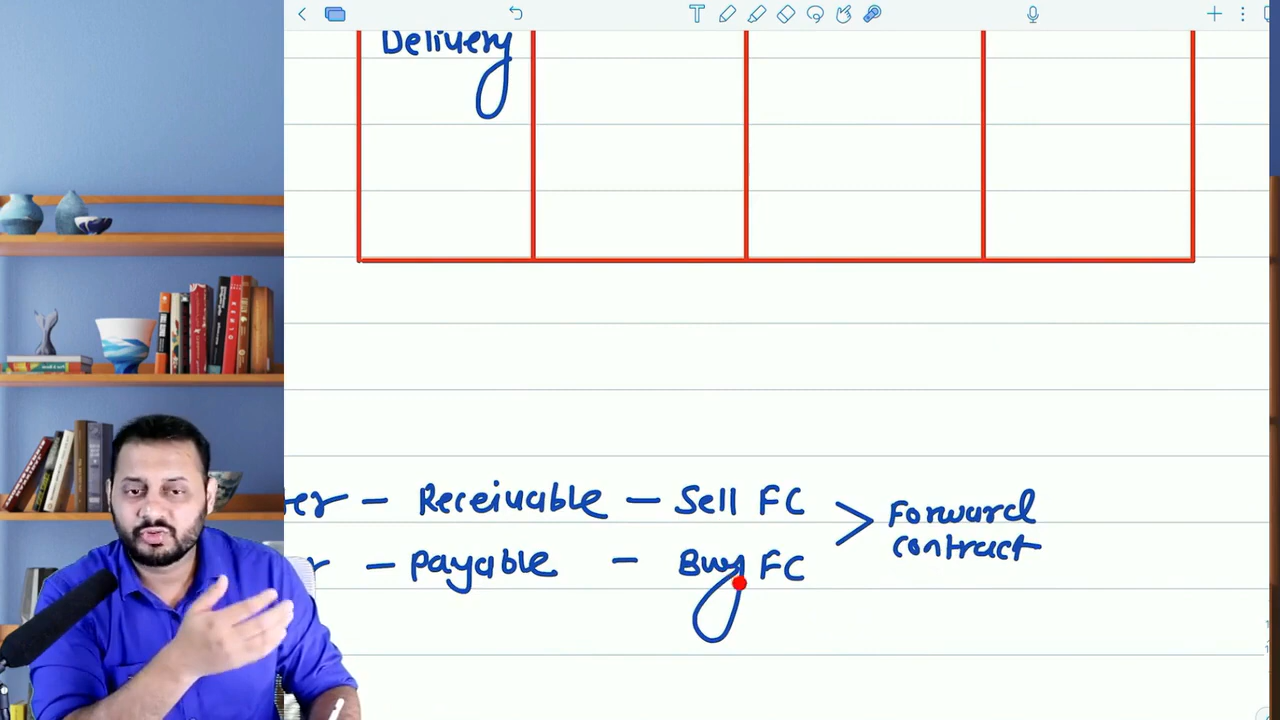 Delivery
- Receivable - Sell FC
- Payable - Buy FC
> Forward
contract